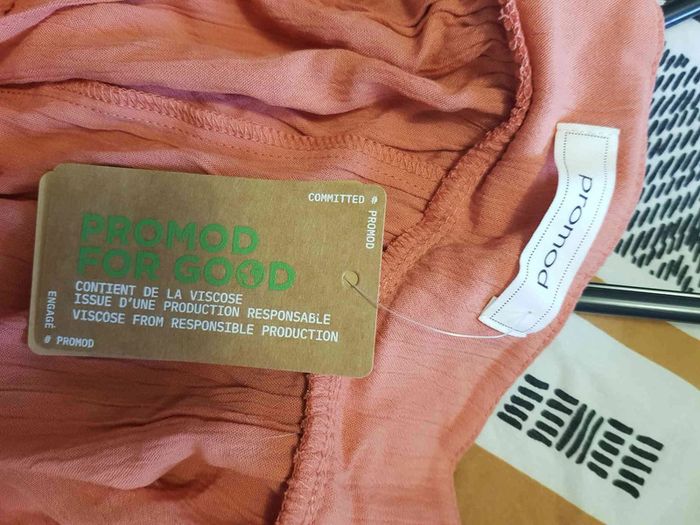 COMMITTED #
PROMOD
PROMOD
FOR GOOD
CONTIENT DE LA VISCOSE
ISSUE D'UNE PRODUCTION RESPONSABLE
VISCOSE FROM RESPONSIBLE PRODUCTION
ENGAGÉ
# PROMOD
promod